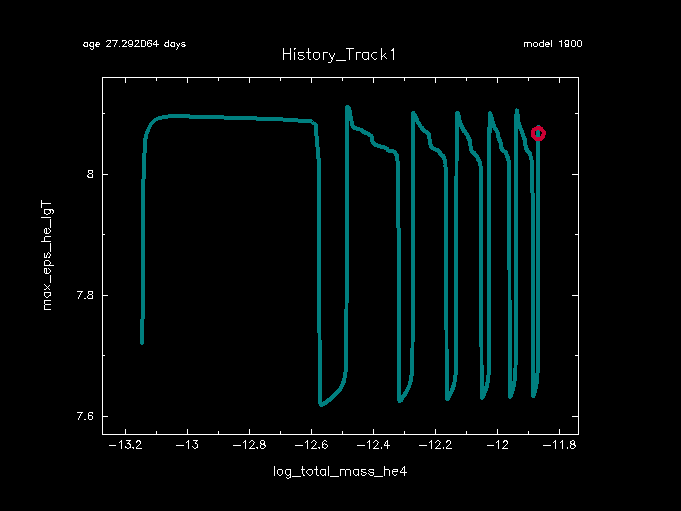 age 27.292064 days
model 1900
History_Track1
max_eps_he_lgT
8
7.8
7.6
−13.2 −13 −12.8 −12.6 −12.4 −12.2 −12 −11.8
log_total_mass_he4